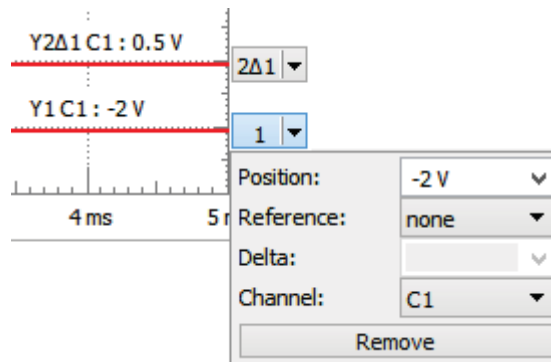 Y2Δ1 C1 : 0.5 V
2Δ1
Y1 C1 : -2 V
1
Position: -2 V
4 ms 5
Reference: none
Delta:
Channel: C1
Remove